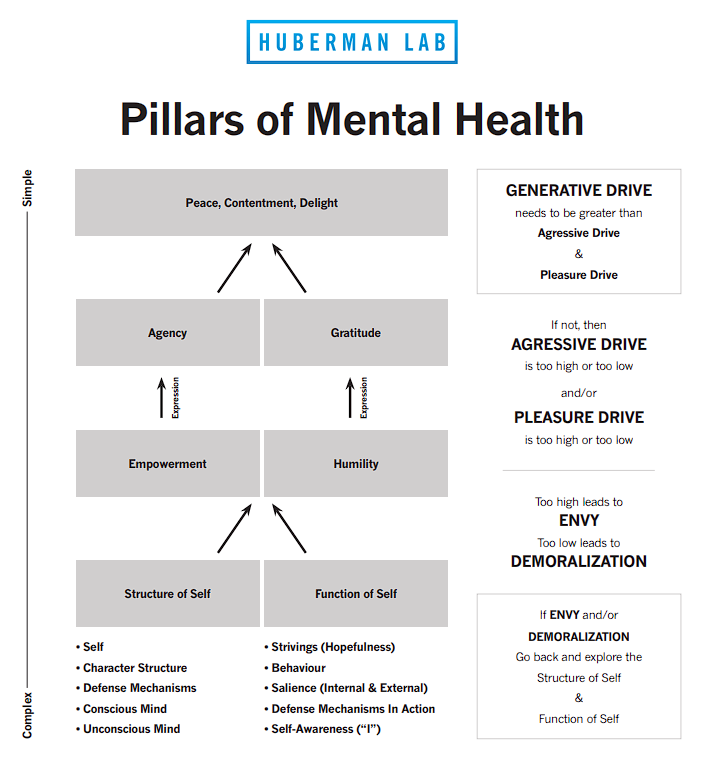 HUBERMAN LAB
Pillars of Mental Health
Simple
Complex
Peace, Contentment, Delight
Agency
Gratitude
Expression
Expression
Empowerment
Humility
Structure of Self
Function of Self
• Self
• Character Structure
• Defense Mechanisms
• Conscious Mind
• Unconscious Mind
• Strivings (Hopefulness)
• Behaviour
• Salience (Internal & External)
• Defense Mechanisms In Action
• Self-Awareness (“I”)
GENERATIVE DRIVE
needs to be greater than
Agressive Drive
&
Pleasure Drive
If not, then
AGRESSIVE DRIVE
is too high or too low
and/or
PLEASURE DRIVE
is too high or too low
Too high leads to
ENVY
Too low leads to
DEMORALIZATION
If ENVY and/or
DEMORALIZATION
Go back and explore the
Structure of Self
&
Function of Self